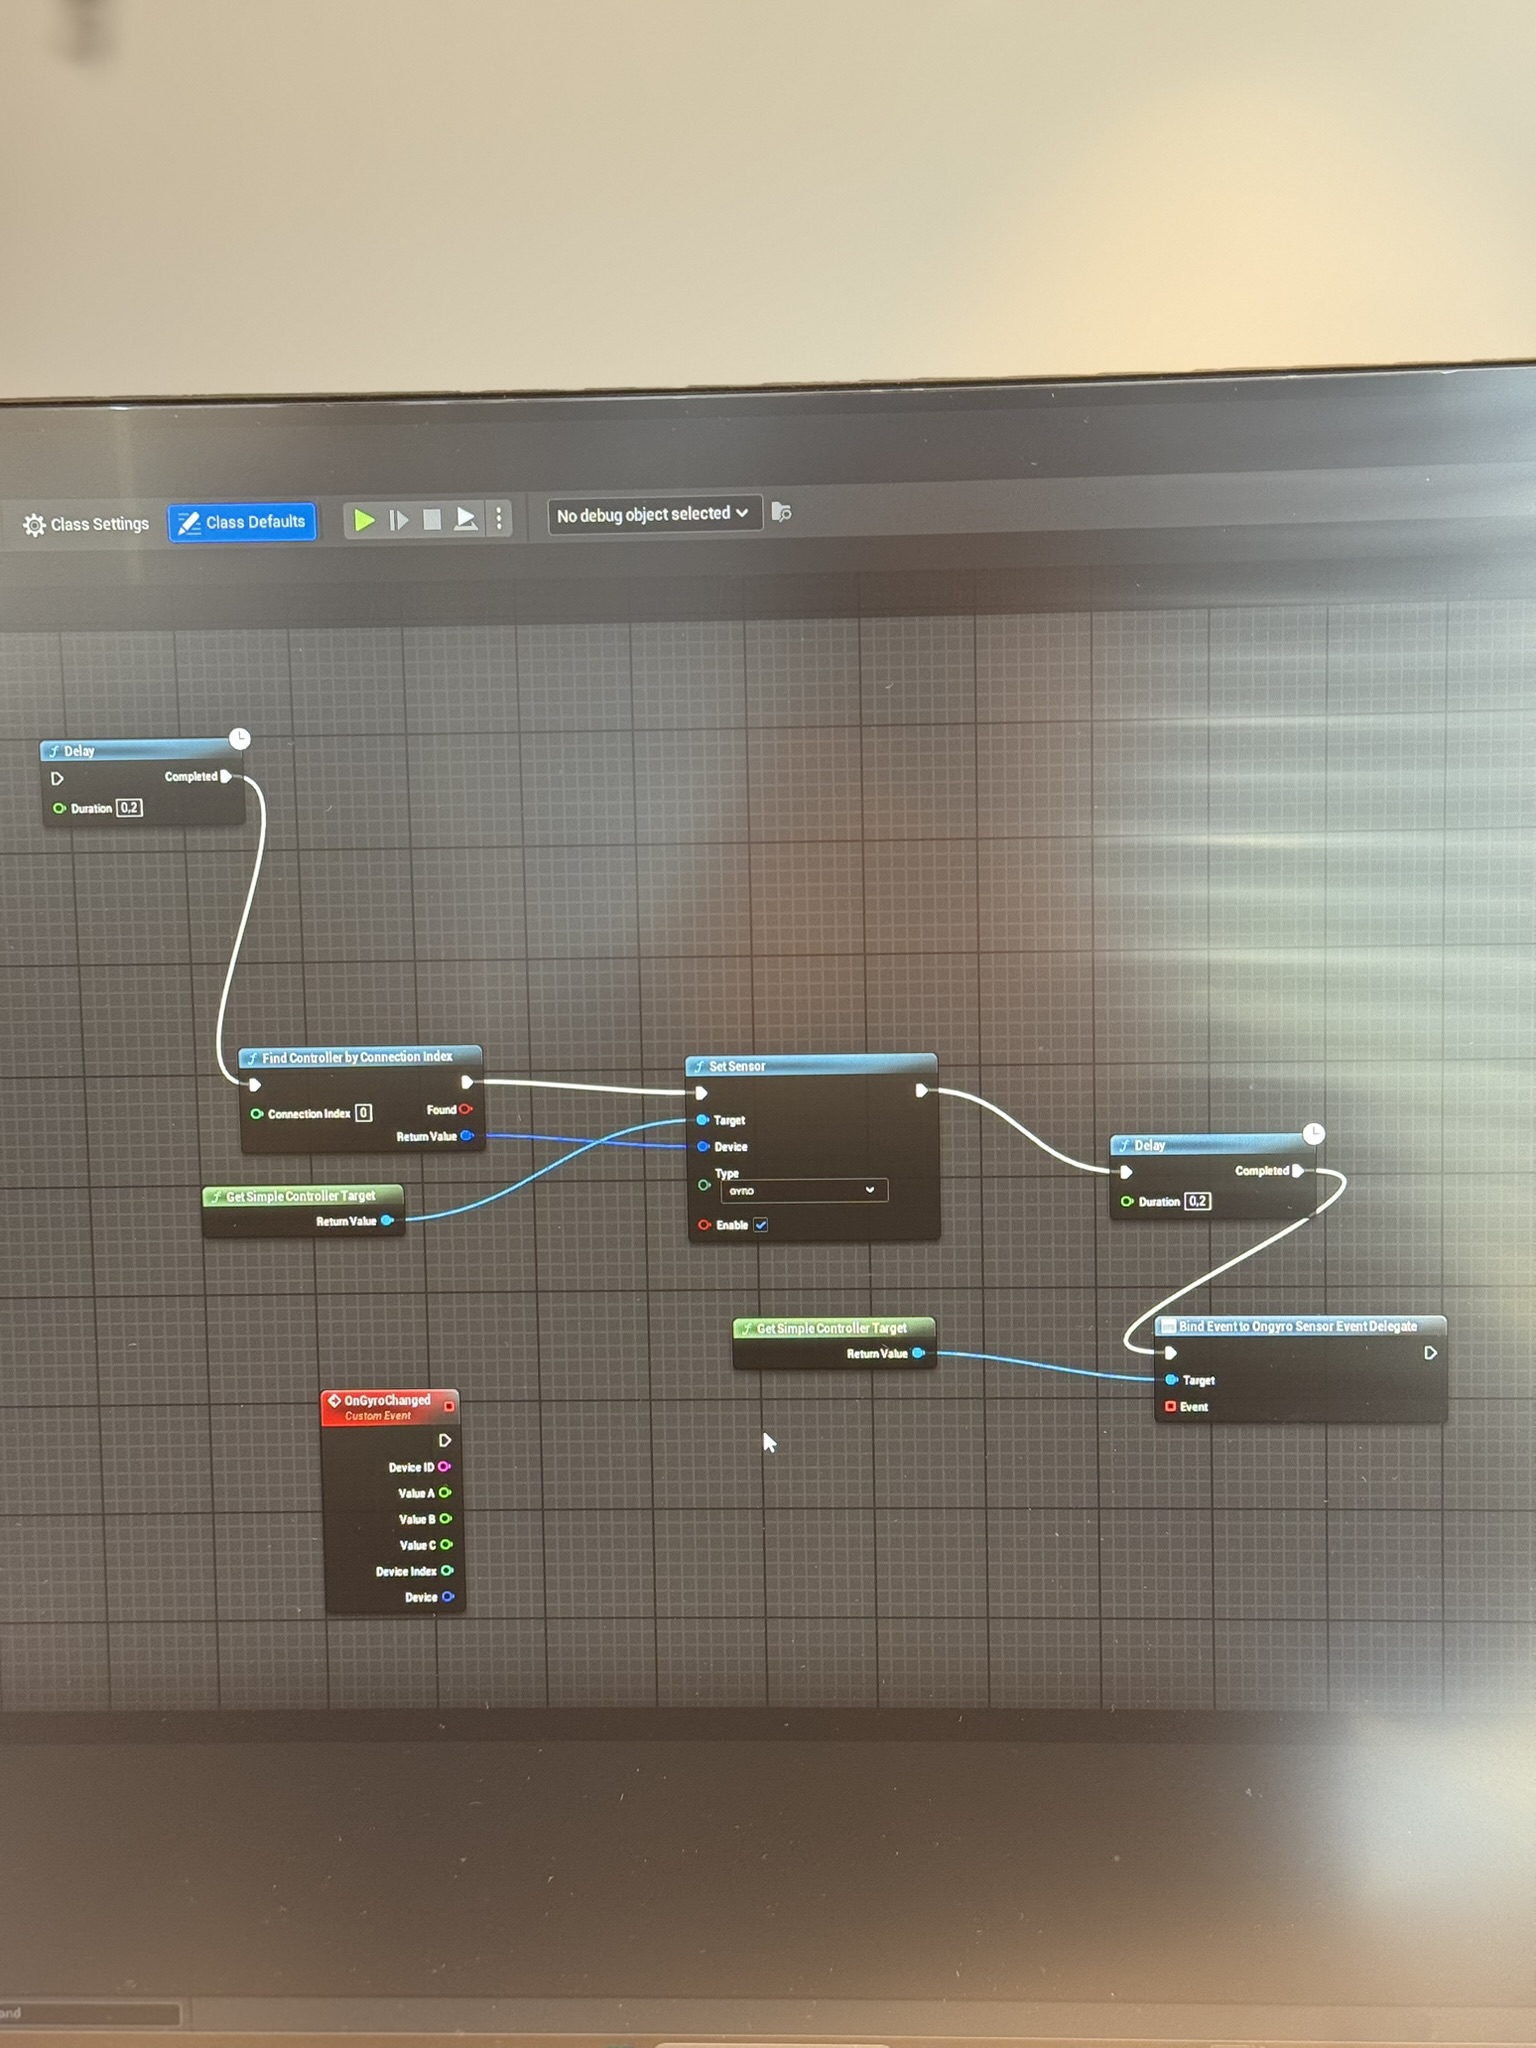 Class Settings
Class Defaults
No debug object selected
Delay
Completed
Duration 0,2
Find Controller by Connection Index
Connection Index 0
Found
Return Value
Get Simple Controller Target
Return Value
Set Sensor
Target
Device
Type
gyro
Enable
Delay
Completed
Duration 0,2
Get Simple Controller Target
Return Value
Bind Event to Ongyro Sensor Event Delegate
Target
Event
OnGyroChanged
Custom Event
Device ID
Value A
Value B
Value C
Device Index
Device
and